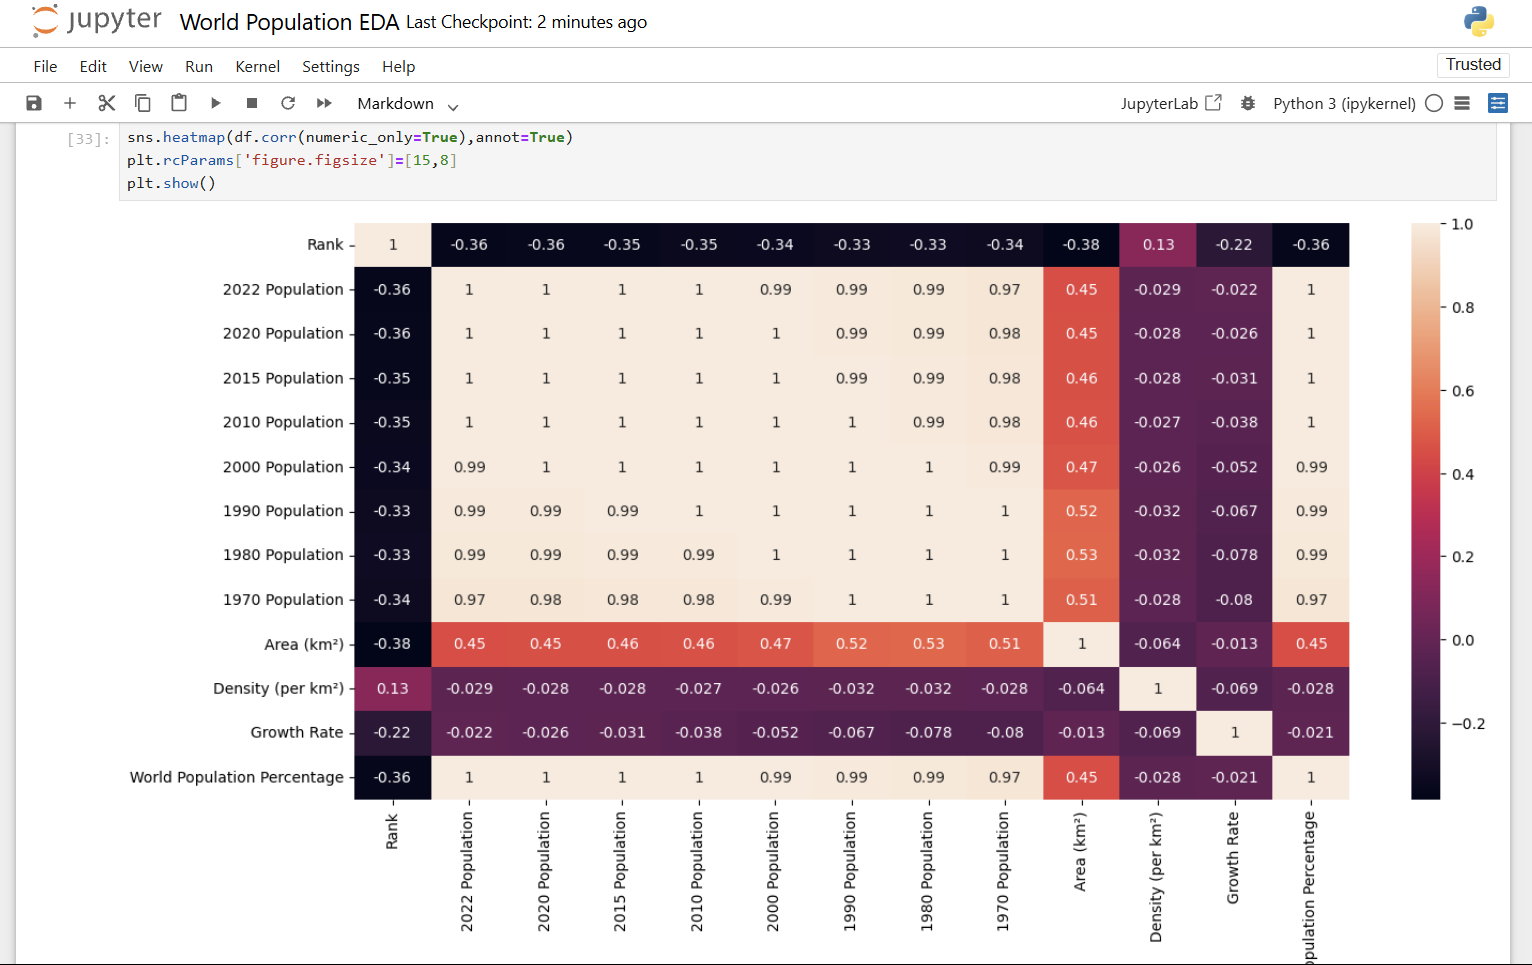 jupyter World Population EDA Last Checkpoint: 2 minutes ago
File Edit View Run Kernel Settings Help Trusted
Markdown JupyterLab Python 3 (ipykernel)
[33]: sns.heatmap(df.corr(numeric_only=True),annot=True)
plt.rcParams['figure.figsize']=[15,8]
plt.show()
Rank 1 -0.36 -0.36 -0.35 -0.35 -0.34 -0.33 -0.33 -0.34 -0.38 0.13 -0.22 -0.36
2022 Population -0.36 1 1 1 1 0.99 0.99 0.99 0.97 0.45 -0.029 -0.022 1
2020 Population -0.36 1 1 1 1 1 0.99 0.99 0.98 0.45 -0.028 -0.026 1
2015 Population -0.35 1 1 1 1 1 0.99 0.99 0.98 0.46 -0.028 -0.031 1
2010 Population -0.35 1 1 1 1 1 1 0.99 0.98 0.46 -0.027 -0.038 1
2000 Population -0.34 0.99 1 1 1 1 1 1 0.99 0.47 -0.026 -0.052 0.99
1990 Population -0.33 0.99 0.99 0.99 1 1 1 1 1 0.52 -0.032 -0.067 0.99
1980 Population -0.33 0.99 0.99 0.99 0.99 1 1 1 1 0.53 -0.032 -0.078 0.99
1970 Population -0.34 0.97 0.98 0.98 0.98 0.99 1 1 1 0.51 -0.028 -0.08 0.97
Area (km²) -0.38 0.45 0.45 0.46 0.46 0.47 0.52 0.53 0.51 1 -0.064 -0.013 0.45
Density (per km²) 0.13 -0.029 -0.028 -0.028 -0.027 -0.026 -0.032 -0.032 -0.028 -0.064 1 -0.069 -0.028
Growth Rate -0.22 -0.022 -0.026 -0.031 -0.038 -0.052 -0.067 -0.078 -0.08 -0.013 -0.069 1 -0.021
World Population Percentage -0.36 1 1 1 1 0.99 0.99 0.99 0.97 0.45 -0.028 -0.021 1
Rank
2022 Population
2020 Population
2015 Population
2010 Population
2000 Population
1990 Population
1980 Population
1970 Population
Area (km²)
Density (per km²)
Growth Rate
opulation Percentage
1.0
0.8
0.6
0.4
0.2
0.0
−0.2